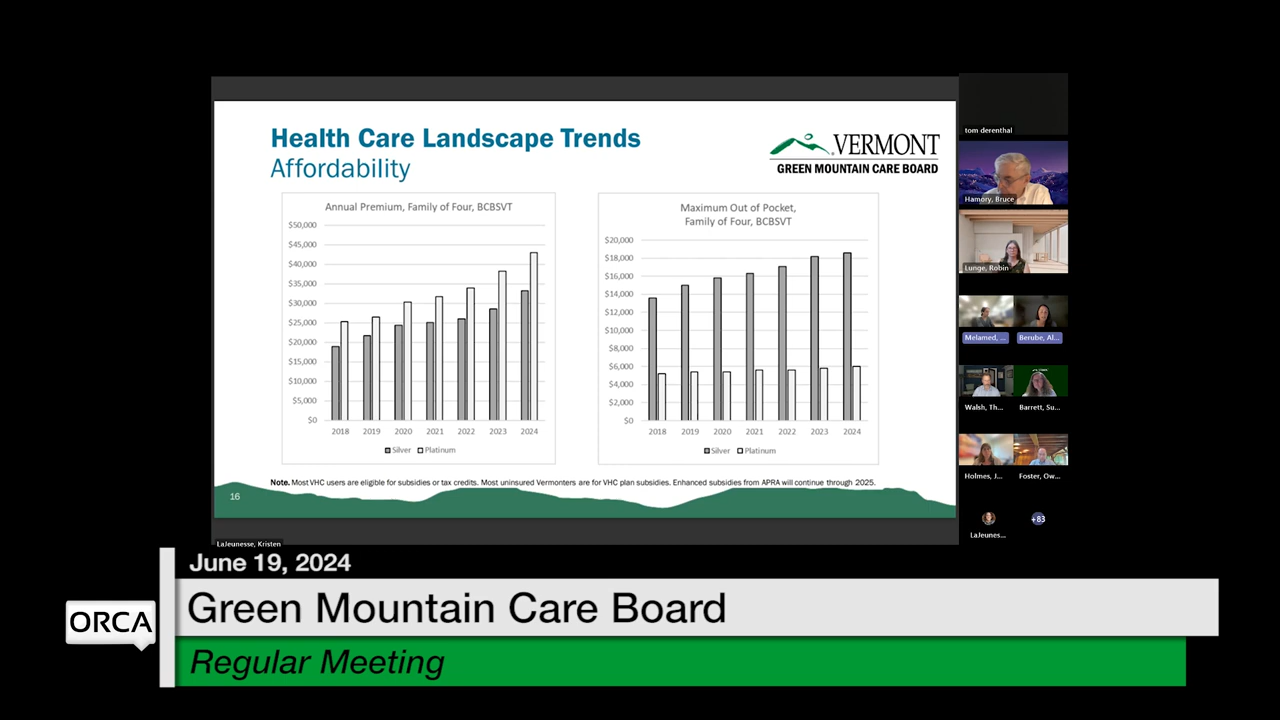 Health Care Landscape Trends
Affordability
VERMONT
GREEN MOUNTAIN CARE BOARD
Annual Premium, Family of Four, BCBSVT
$50,000
$45,000
$40,000
$35,000
$30,000
$25,000
$20,000
$15,000
$10,000
$5,000
$0
2018 2019 2020 2021 2022 2023 2024
Silver Platinum
Maximum Out of Pocket,
Family of Four, BCBSVT
$20,000
$18,000
$16,000
$14,000
$12,000
$10,000
$8,000
$6,000
$4,000
$2,000
$0
2018 2019 2020 2021 2022 2023 2024
Silver Platinum
Note. Most VHC users are eligible for subsidies or tax credits. Most uninsured Vermonters are for VHC plan subsidies. Enhanced subsidies from APRA will continue through 2025.
16
tom derenthal
Hamory, Bruce
Lunge, Robin
Melamed, ... Berube, Al...
Walsh, Th... Barrett, Su...
Holmes, J... Foster, Ow...
+83
LaJeunes...
LaJeunesse, Kristen
June 19, 2024
ORCA
Green Mountain Care Board
Regular Meeting